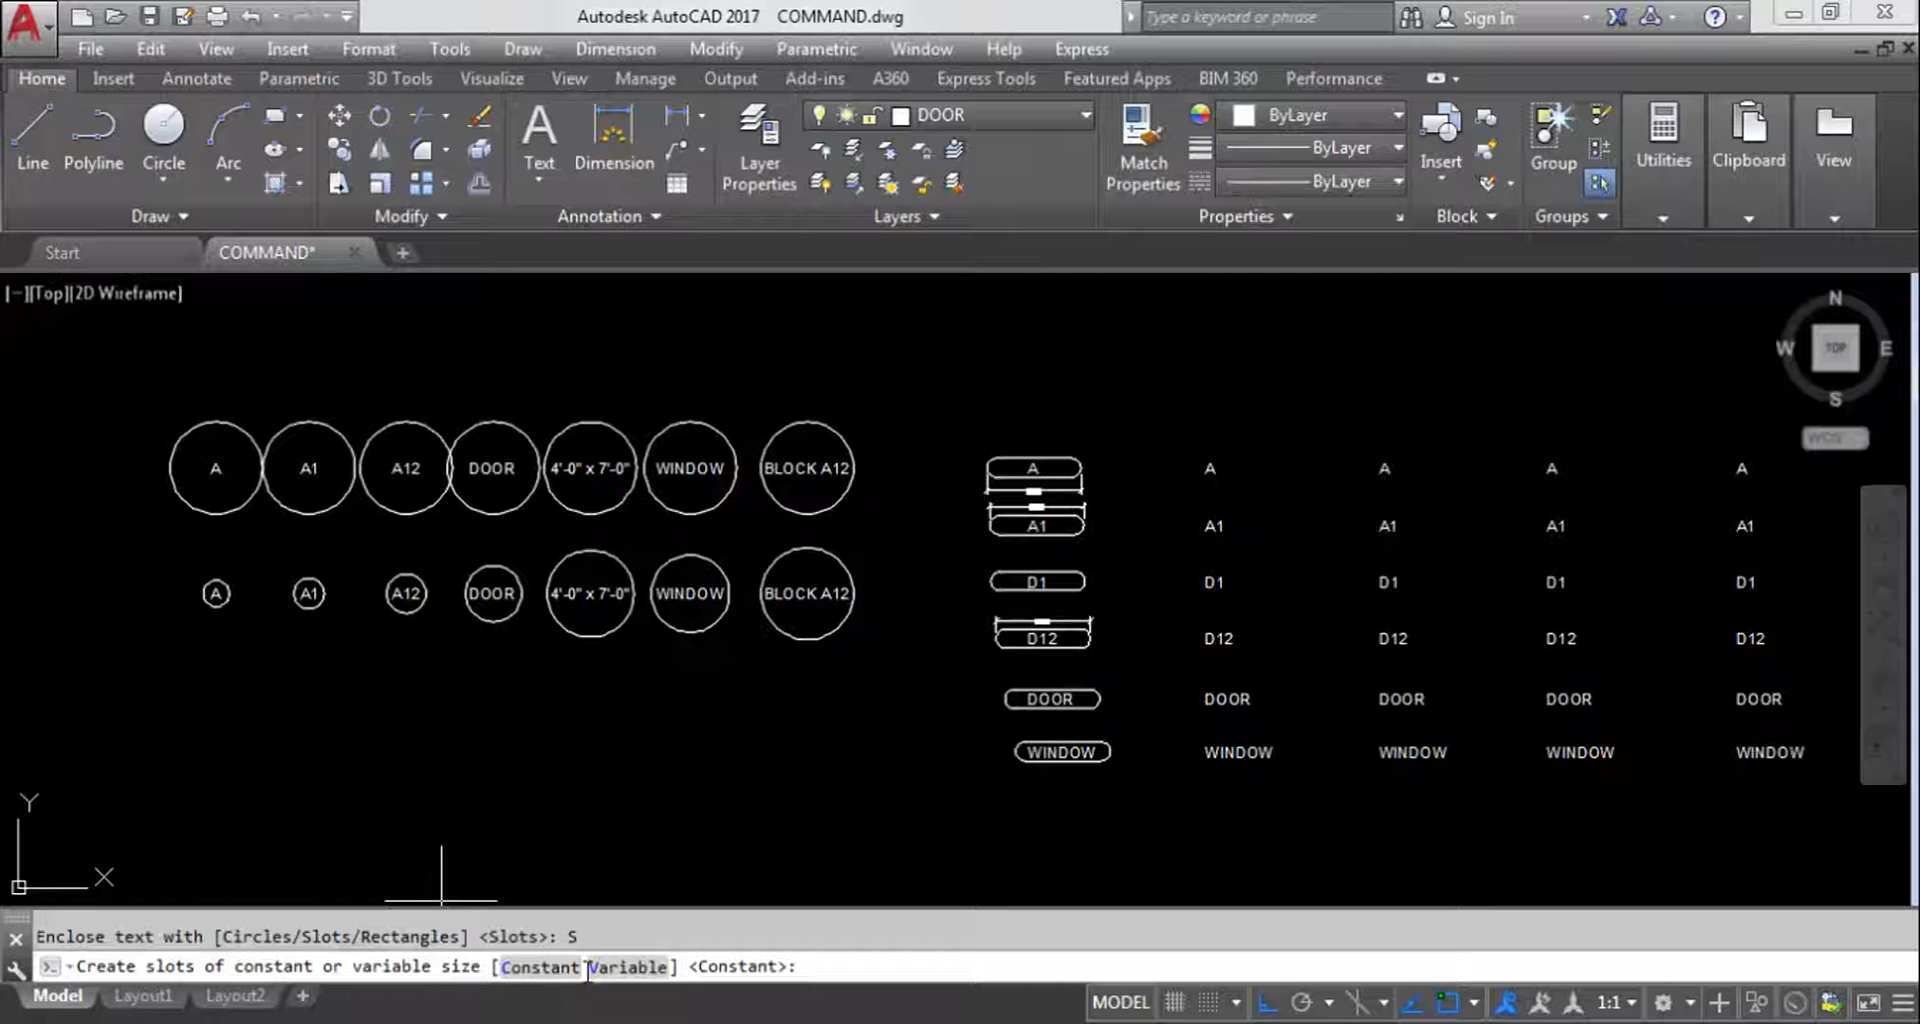 Autodesk AutoCAD 2017 COMMAND.dwg
Type a keyword or phrase
Sign In
File Edit View Insert Format Tools Draw Dimension Modify Parametric Window Help Express
Home Insert Annotate Parametric 3D Tools Visualize View Manage Output Add-ins A360 Express Tools Featured Apps BIM 360 Performance
DOOR
ByLayer
ByLayer
ByLayer
Line Polyline Circle Arc
Text Dimension
Layer Properties
Match Properties
Insert
Group
Utilities Clipboard View
Draw Modify Annotation Layers Properties Block Groups
Start COMMAND*
[−][Top][2D Wireframe]
N
W TOP E
S
WCS
A A1 A12 DOOR 4'-0" x 7'-0" WINDOW BLOCK A12
A A1 A12 DOOR 4'-0" x 7'-0" WINDOW BLOCK A12
A A A A A
A1 A1 A1 A1 A1
D1 D1 D1 D1 D1
D12 D12 D12 D12 D12
DOOR DOOR DOOR DOOR DOOR
WINDOW WINDOW WINDOW WINDOW WINDOW
Y
X
Enclose text with [Circles/Slots/Rectangles] <Slots>: S
Create slots of constant or variable size [Constant Variable] <Constant>:
Model Layout1 Layout2
MODEL 1:1